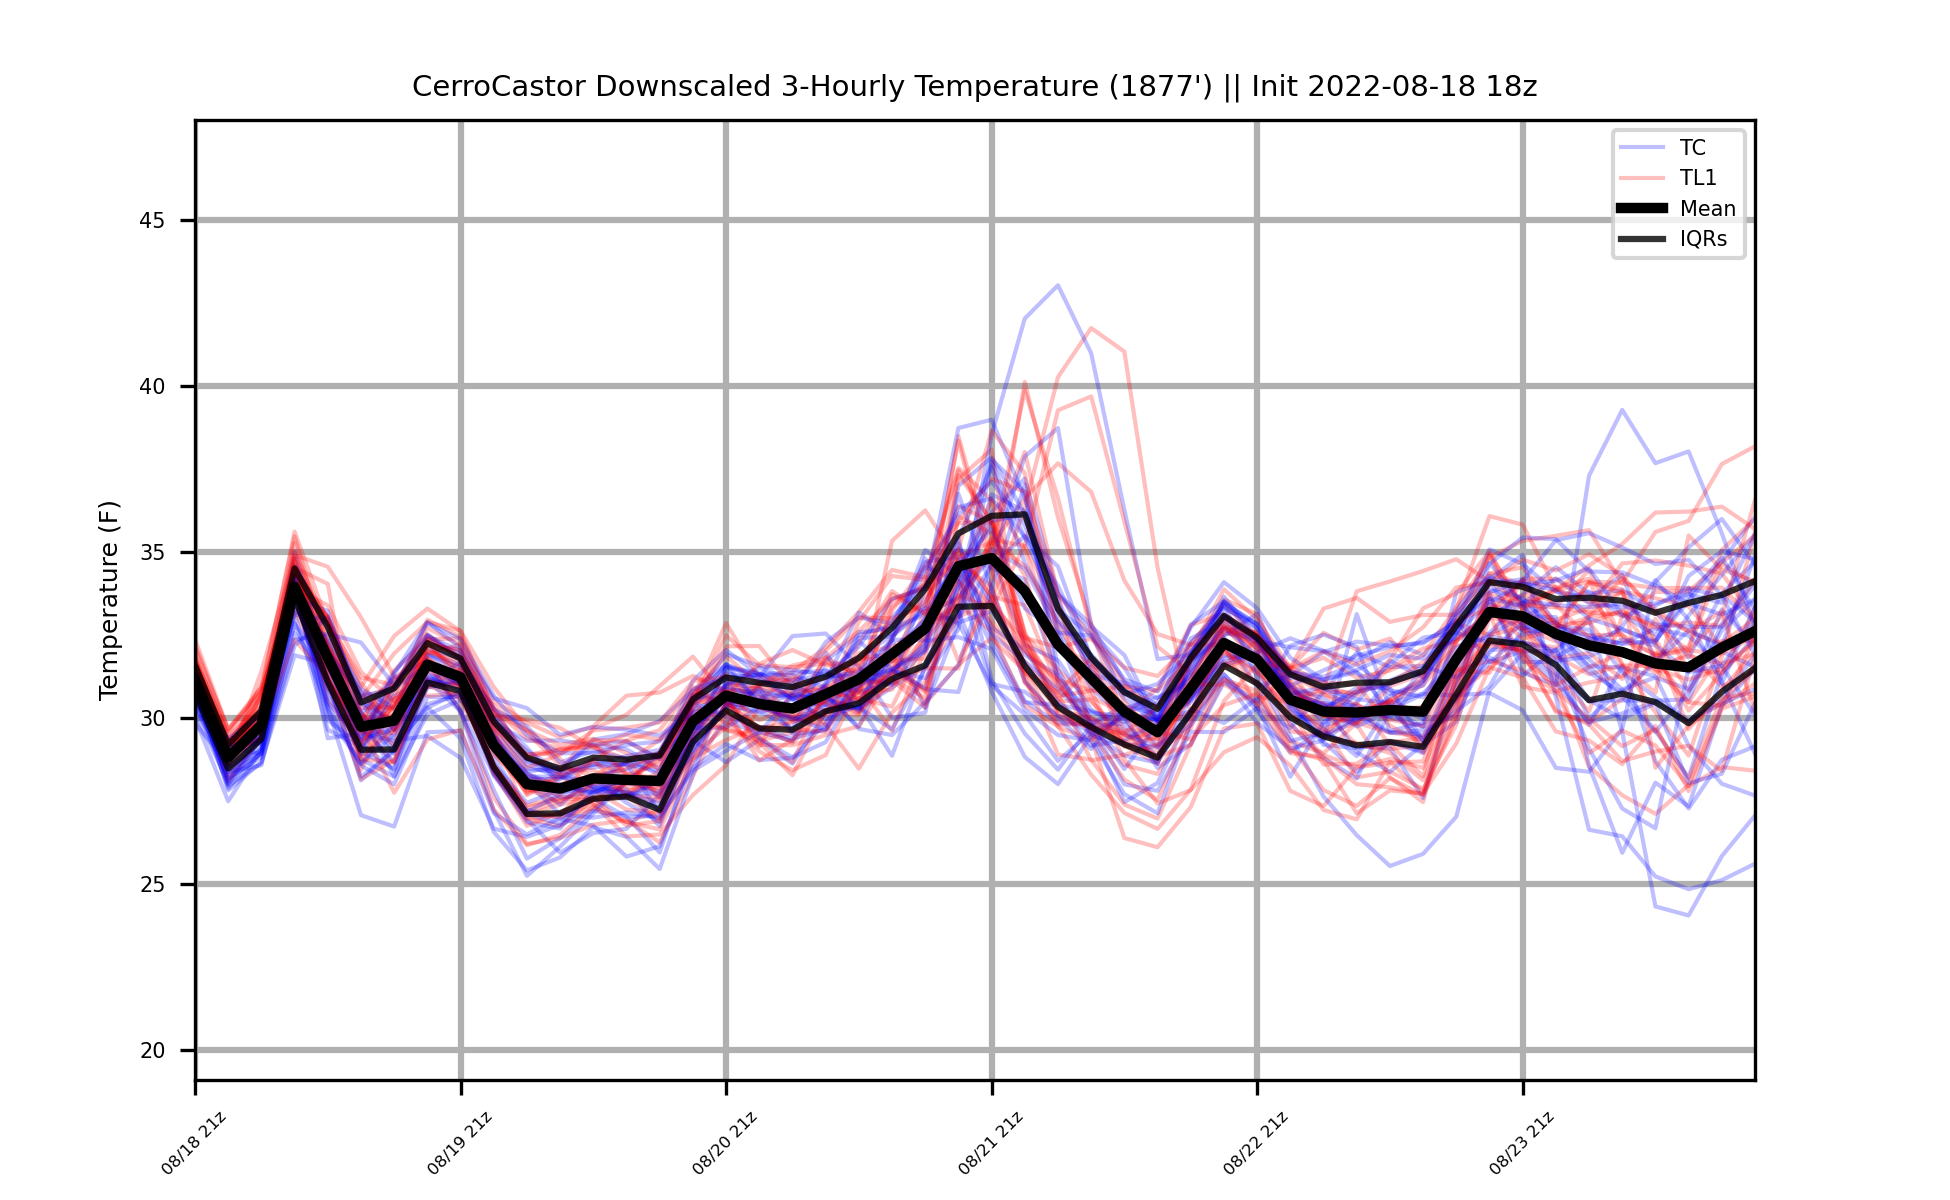 CerroCastor Downscaled 3-Hourly Temperature (1877') || Init 2022-08-18 18z
TC
TL1
Mean
IQRs
Temperature (F)
45
40
35
30
25
20
08/18 21z
08/19 21z
08/20 21z
08/21 21z
08/22 21z
08/23 21z